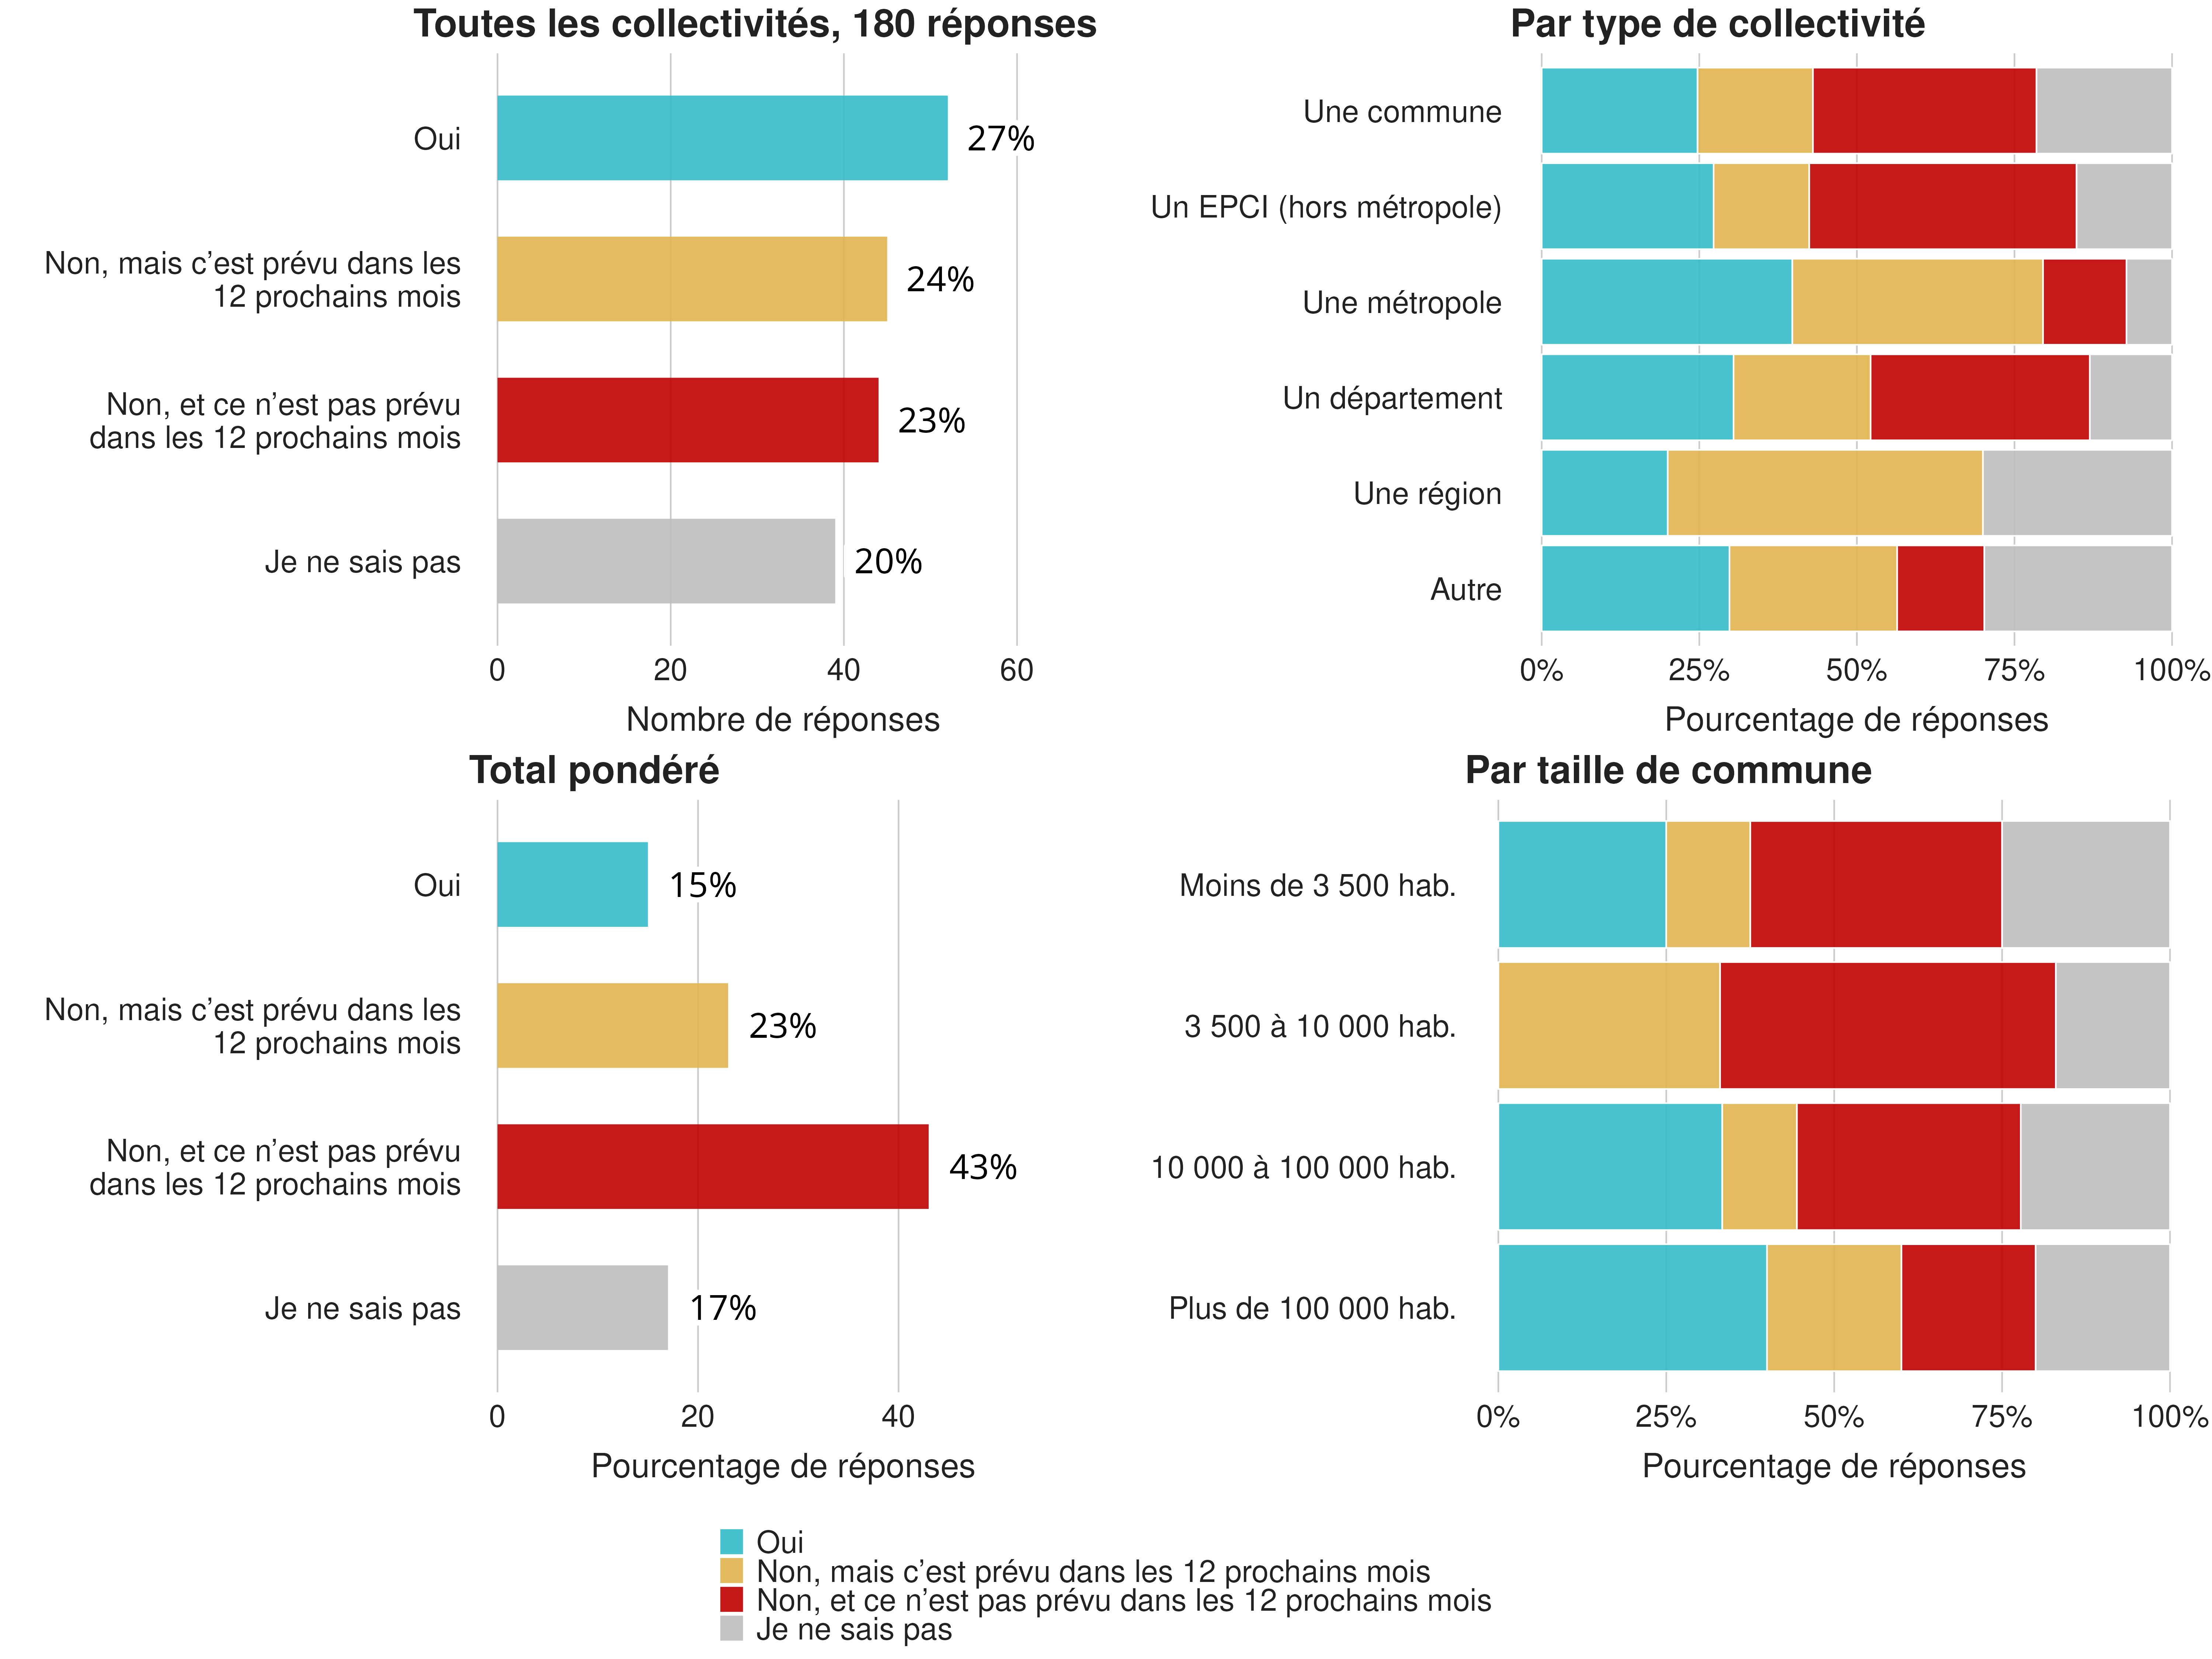 Toutes les collectivités, 180 réponses
Oui
27%
Non, mais c’est prévu dans les
12 prochains mois
24%
Non, et ce n’est pas prévu
dans les 12 prochains mois
23%
Je ne sais pas
20%
0 20 40 60
Nombre de réponses
Par type de collectivité
Une commune
Un EPCI (hors métropole)
Une métropole
Un département
Une région
Autre
0% 25% 50% 75% 100%
Pourcentage de réponses
Total pondéré
Oui
15%
Non, mais c’est prévu dans les
12 prochains mois
23%
Non, et ce n’est pas prévu
dans les 12 prochains mois
43%
Je ne sais pas
17%
0 20 40
Pourcentage de réponses
Par taille de commune
Moins de 3 500 hab.
3 500 à 10 000 hab.
10 000 à 100 000 hab.
Plus de 100 000 hab.
0% 25% 50% 75% 100%
Pourcentage de réponses
Oui
Non, mais c’est prévu dans les 12 prochains mois
Non, et ce n’est pas prévu dans les 12 prochains mois
Je ne sais pas